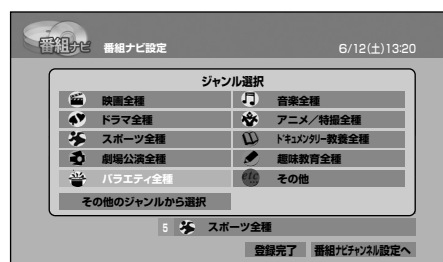 番組ナビ 番組ナビ設定 6/12(土)13:20
ジャンル選択
映画全種 音楽全種
ドラマ全種 アニメ／特撮全種
スポーツ全種 ドキュメンタリー教養全種
劇場公演全種 趣味教育全種
バラエティ全種 etc その他
その他のジャンルから選択
5 スポーツ全種
登録完了 番組ナビチャンネル設定へ